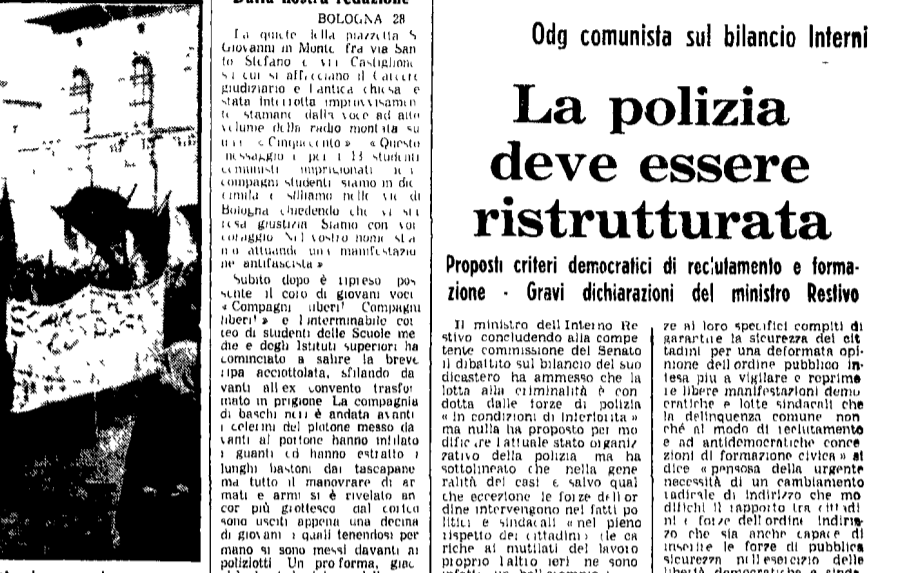 BOLOGNA 28
La quiete della piazzetta S
Giovanni in Monte fra via San
to Stefano e via Castiglione
su cui si affacciano il carcere
giudiziario e l antica chiesa e
stata interrotta improvvisamen
te stamane dalla voce ad alto
volume della radio montata su
una « Cinquecento » « Questo
messaggio e per i 13 studenti
comunisti imprigionati
compagni studenti siamo in die
cimila e sfiliamo nelle vie di
Bologna chiedendo che vi sia
resa giustizia Siamo con voi
coraggio Nel vostro nome stia
mo attuando una manifestazio
ne antifascista »
Subito dopo è ripreso pos
sente il coro di giovani voci
« Compagni liberi! Compagni
liberi! » e l interminabile cor
teo di studenti delle Scuole me
die e degli Istituti superiori ha
cominciato a salire la breve
ripa acciottolata, sfilando da
vanti all ex convento trasfor
mato in prigione La compagnia
di baschi neri è andata avanti
i celerini del plotone messo da
vanti al portone hanno infilato
i guanti ed hanno estratto i
lunghi bastoni dai tascapane
ma tutto il manovrare di ar
mati e armi si è rivelato an
cor più grottesco dal corteo
sono usciti appena una decina
di giovani i quali tenendosi per
mano si sono messi davanti ai
poliziotti Un pro forma, giac
Odg comunista sul bilancio Interni
La polizia
deve essere
ristrutturata
Proposti criteri democratici di reclutamento e forma-
zione - Gravi dichiarazioni del ministro Restivo
Il ministro dell Interno Re
stivo concludendo alla compe
tente commissione del Senato
il dibattito sul bilancio del suo
dicastero ha ammesso che la
lotta alla criminalità è con
dotta dalle forze di polizia
« in condizioni di inferiorità »
ma nulla ha proposto per mo
dificare l attuale stato organiz
zativo della polizia ma ha
sottolineato che nella gene
ralità dei casi e salvo qual
che eccezione le forze dell or
dine intervengono nei fatti po
litici e sindacali « nel pieno
rispetto dei cittadini » (le ca
riche ai mutilati del lavoro
proprio l altro ieri ne sono
ze ai loro specifici compiti di
garantire la sicurezza dei cit
tadini per una deformata opi
nione dell ordine pubblico in-
tesa più a vigilare e reprime
re libere manifestazioni demo
cratiche e lotte sindacali che
la delinquenza comune non
ché al modo di reclutamento
e ad antidemocratiche conce
zioni di formazione civica » si
dice « pensosa della urgente
necessità di un cambiamento
radicale di indirizzo che mo
difichi il rapporto tra cittadi
ni e forze dell ordine indiriz-
zo che sia anche capace di
inserire le forze di pubblica
sicurezza nell esercizio delle